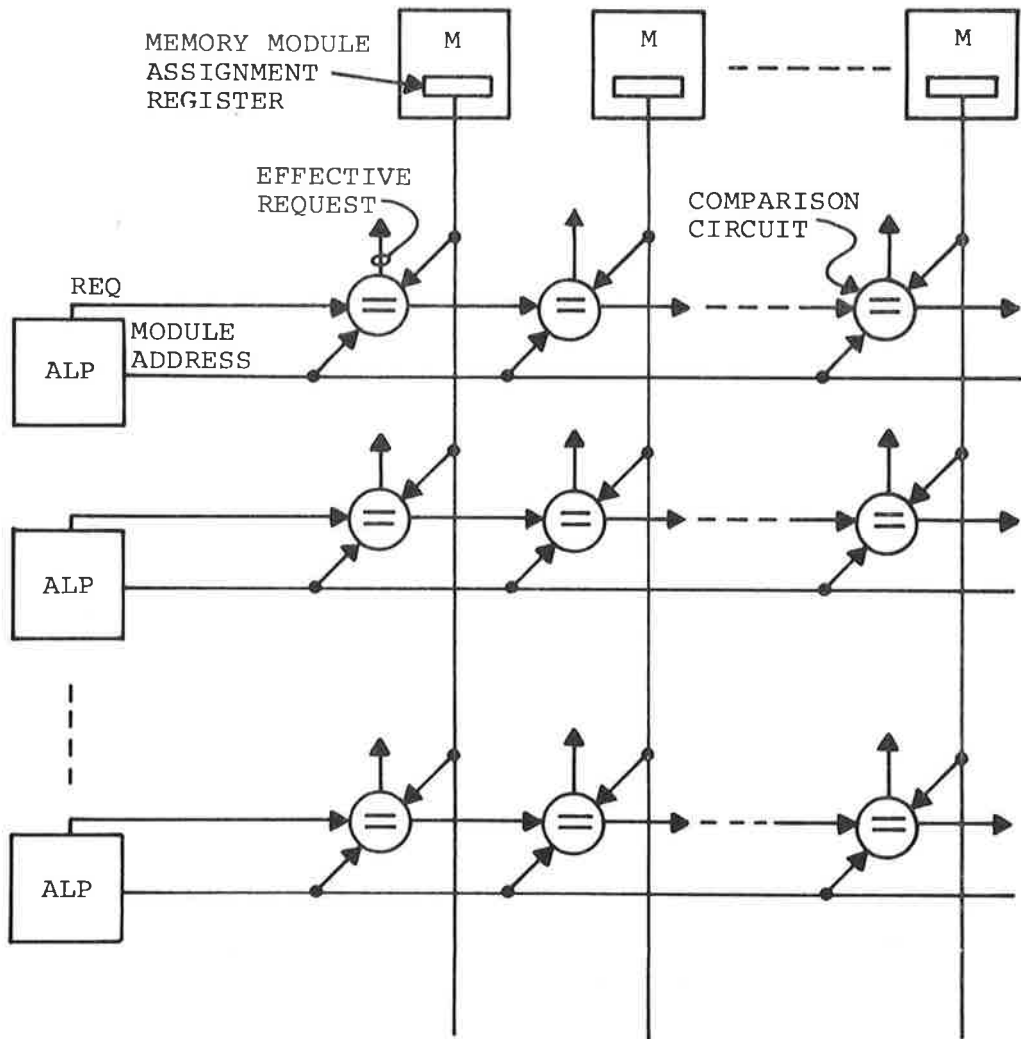 MEMORY MODULE
ASSIGNMENT
REGISTER
M
M
M
EFFECTIVE
REQUEST
COMPARISON
CIRCUIT
REQ
MODULE
ADDRESS
ALP
=
=
=
ALP
=
=
=
ALP
=
=
=